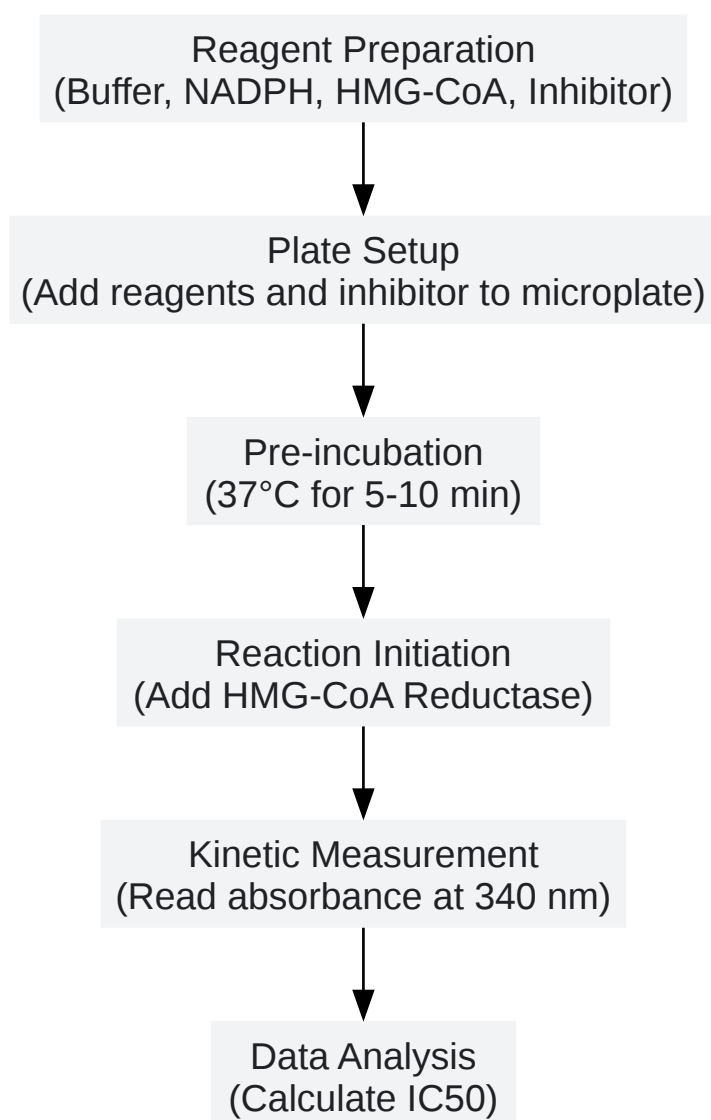 Reagent Preparation
(Buffer, NADPH, HMG-CoA, Inhibitor)
Plate Setup
(Add reagents and inhibitor to microplate)
Pre-incubation
(37°C for 5-10 min)
Reaction Initiation
(Add HMG-CoA Reductase)
Kinetic Measurement
(Read absorbance at 340 nm)
Data Analysis
(Calculate IC50)